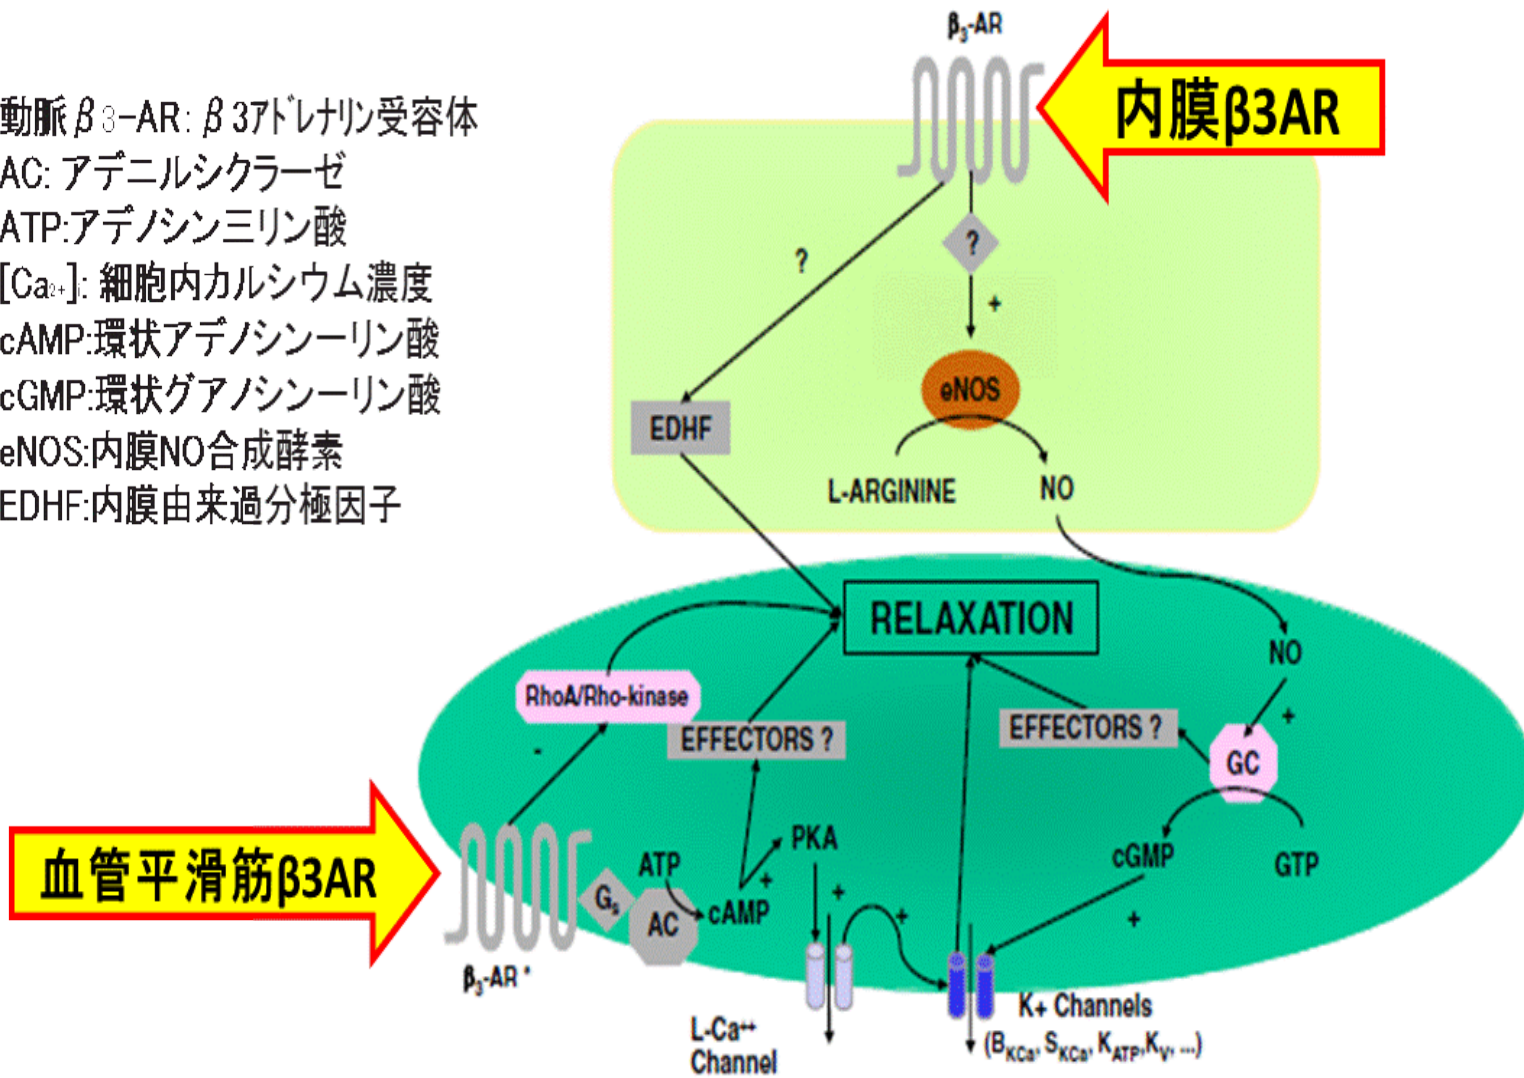 β3-AR
内膜β3AR
動脈β3-AR: β3アドレナリン受容体
AC: アデニルシクラーゼ
ATP:アデノシン三リン酸
[Ca2+]i: 細胞内カルシウム濃度
cAMP:環状アデノシン一リン酸
cGMP:環状グアノシン一リン酸
eNOS:内膜NO合成酵素
EDHF:内膜由来過分極因子
?
?
+
eNOS
EDHF
L-ARGININE
NO
RELAXATION
NO
RhoA/Rho-kinase
EFFECTORS ?
EFFECTORS ?
+
-
GC
血管平滑筋β3AR
PKA
ATP
cGMP
GTP
+
+
+
Gs
AC
cAMP
+
β3-AR *
K+ Channels
L-Ca++
Channel
(BKCa, SKCa, KATP,KV, ...)